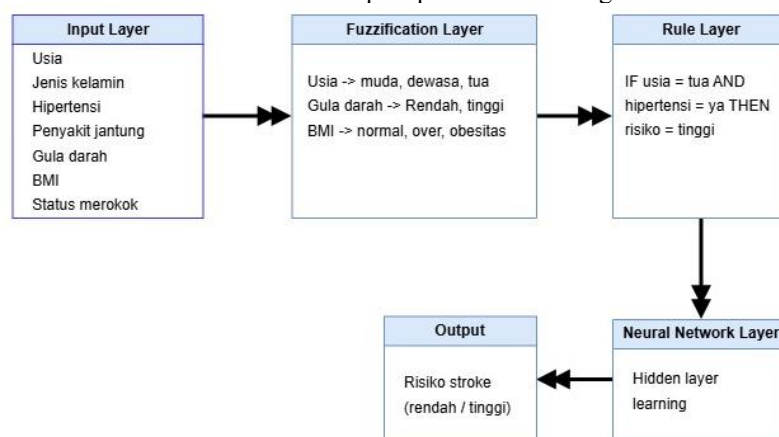 Input Layer
Usia
Jenis kelamin
Hipertensi
Penyakit jantung
Gula darah
BMI
Status merokok
Fuzzification Layer
Usia -> muda, dewasa, tua
Gula darah -> Rendah, tinggi
BMI -> normal, over, obesitas
Rule Layer
IF usia = tua AND
hipertensi = ya THEN
risiko = tinggi
Neural Network Layer
Hidden layer
learning
Output
Risiko stroke
(rendah / tinggi)